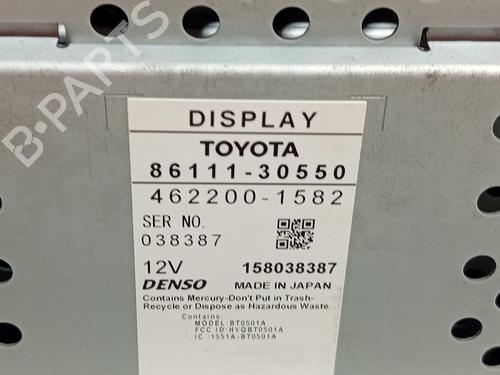 B-PARTS
DISPLAY
TOYOTA
86111-30550
462200-1582
SER NO.
038387
12V 158038387
DENSO MADE IN JAPAN
Contains Mercury-Don't Put in Trash-
Recycle or Dispose as Hazardous Waste.
Contains:
· MODEL:BT0501A
· FCC ID:HYQBT0501A
· IC :1551A-BT0501A